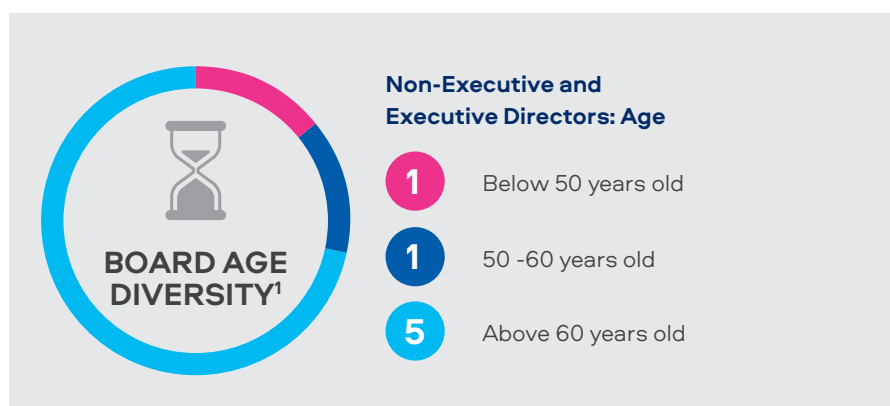 BOARD AGE
DIVERSITY¹
Non-Executive and
Executive Directors: Age
1 Below 50 years old
1 50 -60 years old
5 Above 60 years old